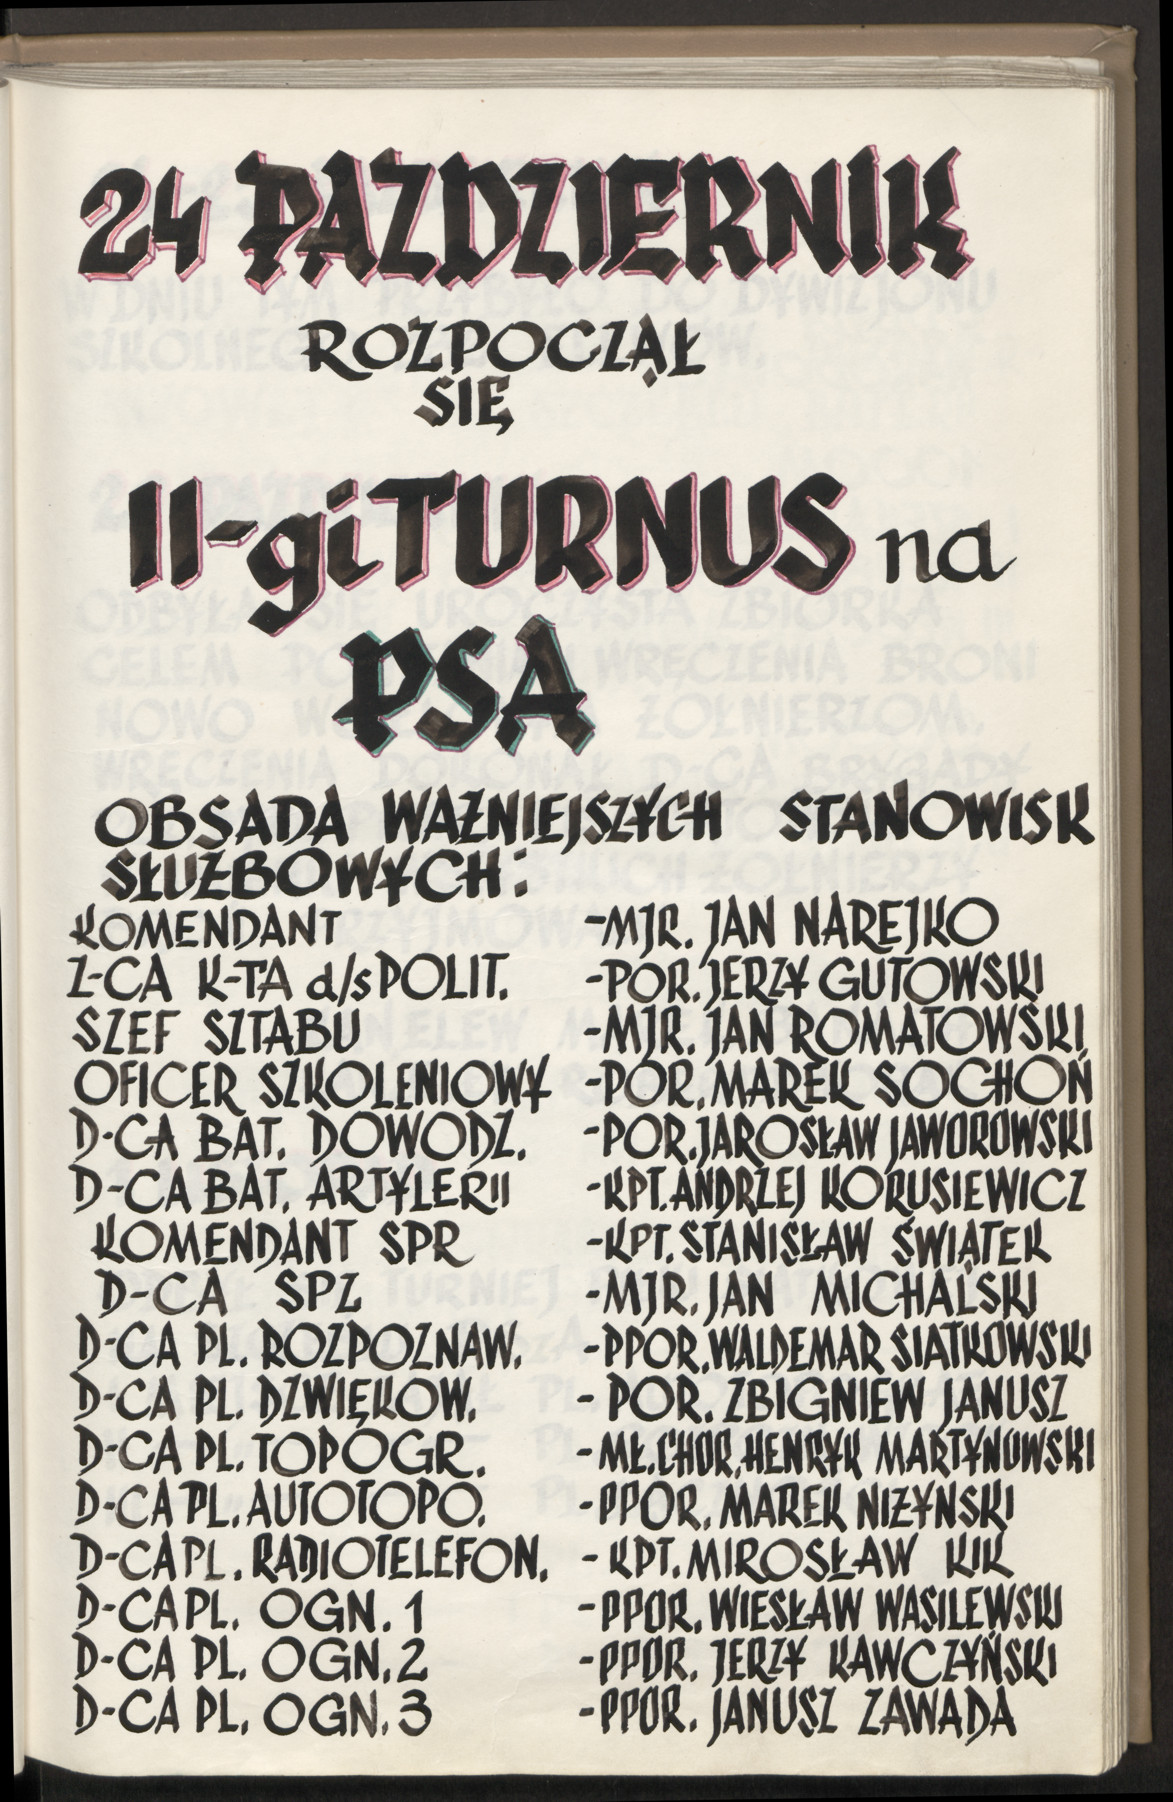 24 PAZDZIERNIK
ROZPOCZĄŁ
SIĘ
II-gi TURNUS na
PSA
OBSADA WAŻNIEJSZYCH STANOWISK
SŁUŻBOWYCH:
KOMENDANT -MJR. JAN NAREJKO
Z-CA K-TA d/s POLIT. -POR. JERZY GUTOWSKI
SZEF SZTABU -MJR. JAN ROMATOWSKI
OFICER SZKOLENIOWY -POR. MAREK SOCHOŃ
D-CA BAT. DOWODZ. -POR. JAROSŁAW JAWOROWSKI
D-CA BAT. ARTYLERII -KPT. ANDRZEJ KORUSIEWICZ
KOMENDANT SPR -KPT. STANISŁAW ŚWIĄTEK
D-CA SPZ -MJR. JAN MICHALSKI
D-CA PL. ROZPOZNAW. -PPOR. WALDEMAR SIATKOWSKI
D-CA PL. DZWIĘKOW. - POR. ZBIGNIEW JANUSZ
D-CA PL. TOPOGR. -MŁ. CHOR. HENRYK MARTYNOWSKI
D-CA PL. AUTOTOPO. -PPOR. MAREK NIŻYNSKI
D-CA PL. RADIOTELEFON. - KPT. MIROSŁAW KIK
D-CA PL. OGN. 1 -PPOR. WIESŁAW WASILEWSKI
D-CA PL. OGN. 2 -PPOR. JERZY KAWCZYŃSKI
D-CA PL. OGN. 3 -PPOR. JANUSZ ZAWADA